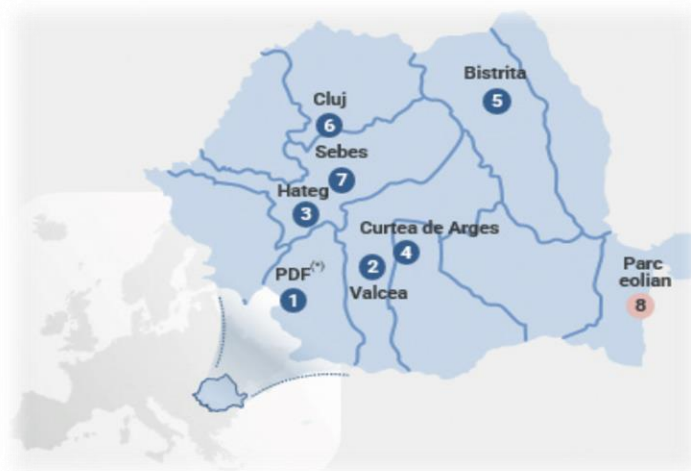 Bistrita
5
Cluj
6
Sebes
7
Hateg
3
Curtea de Arges
4
PDF(*)
1
2
Valcea
Parc
eolian
8